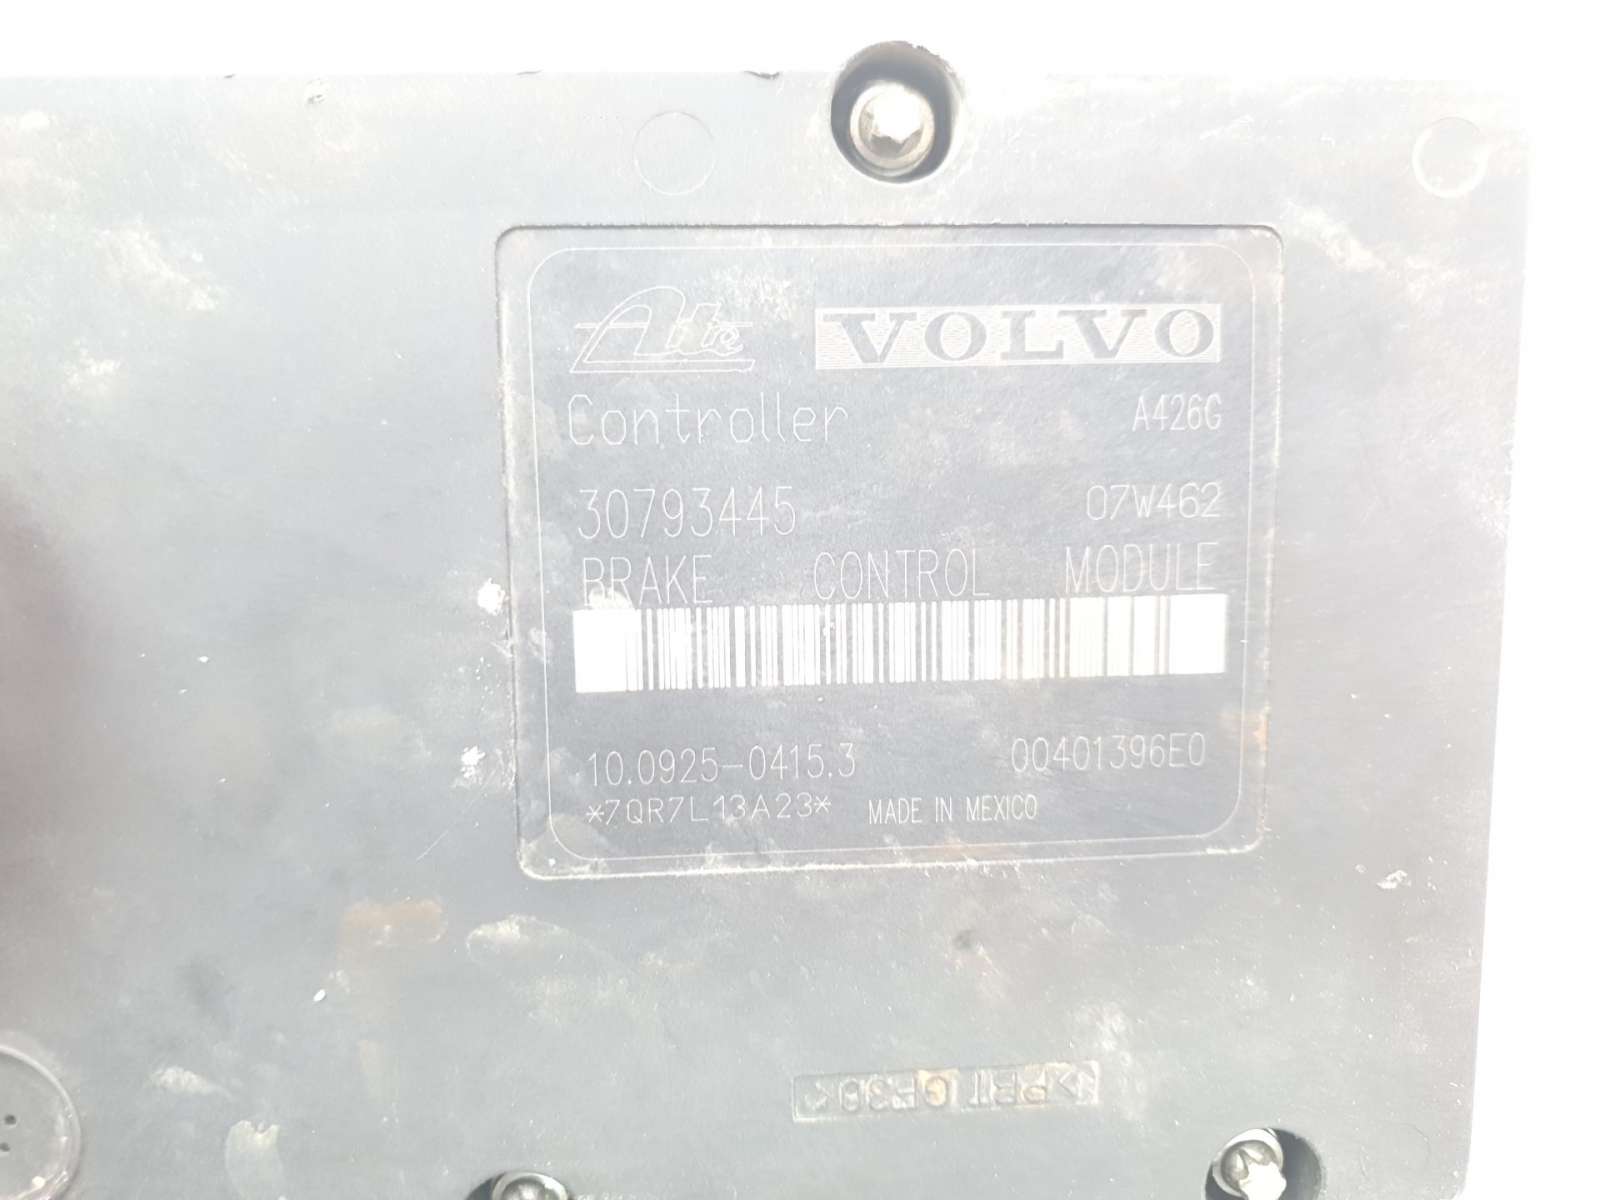 Ate VOLVO
Controller A426G
30793445 07W462
BRAKE CONTROL MODULE
10.0925-0415.3 00401396E0
*7QR7L13A23* MADE IN MEXICO
>PBT GF30<